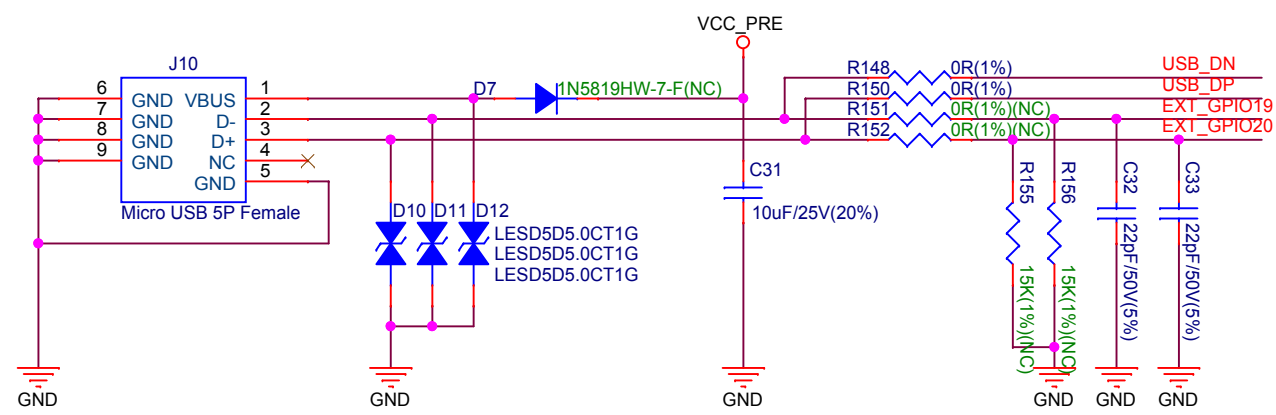 VCC_PRE
J10
D7
1N5819HW-7-F(NC)
R148
0R(1%)
USB_DN
R150
0R(1%)
USB_DP
R151
0R(1%)(NC)
EXT_GPIO19
R152
0R(1%)(NC)
EXT_GPIO20
6
GND
VBUS
1
7
GND
D-
2
8
GND
D+
3
9
GND
NC
4
GND
5
Micro USB 5P Female
D10
D11
D12
LESD5D5.0CT1G
LESD5D5.0CT1G
LESD5D5.0CT1G
C31
10uF/25V(20%)
R155
15K(1%)(NC)
R156
15K(1%)(NC)
C32
22pF/50V(5%)
C33
22pF/50V(5%)
GND
GND
GND
GND
GND
GND